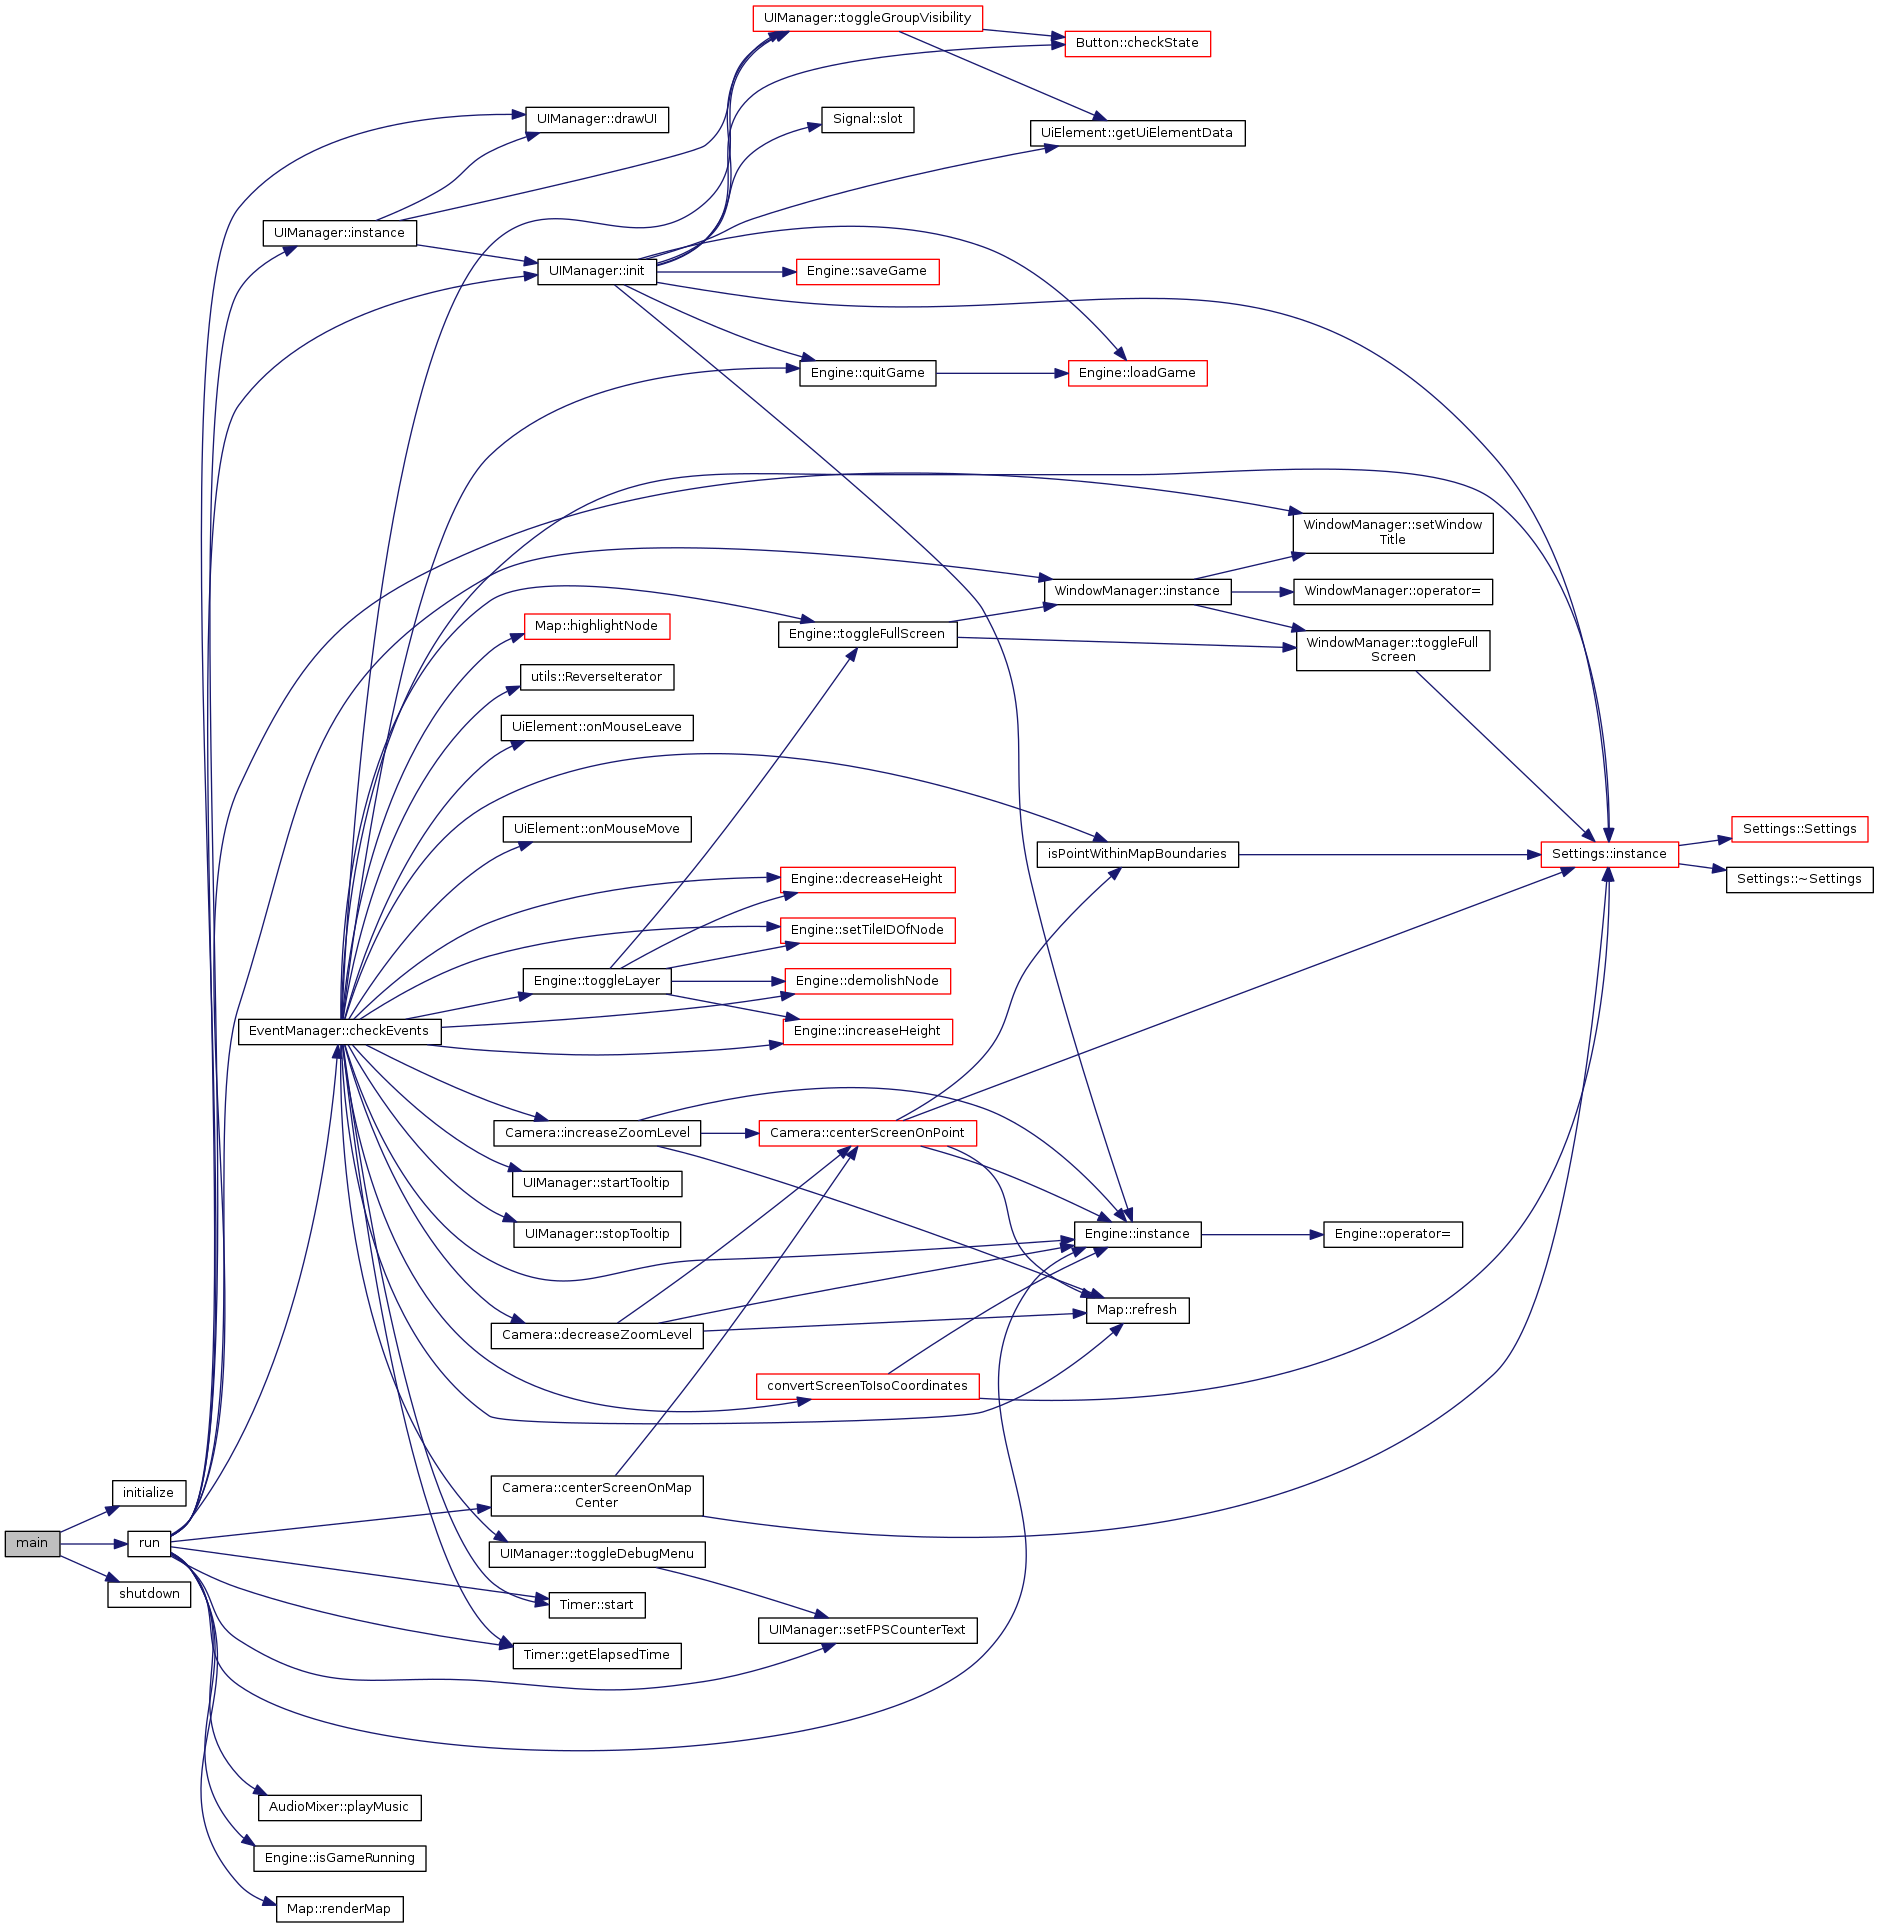 UIManager::toggleGroupVisibility
Button::checkState
UIManager::drawUI
Signal::slot
UiElement::getUiElementData
UIManager::instance
UIManager::init
Engine::saveGame
Engine::quitGame
Engine::loadGame
WindowManager::setWindow
Title
WindowManager::instance
WindowManager::operator=
Map::highlightNode
Engine::toggleFullScreen
WindowManager::toggleFull
Screen
utils::ReverseIterator
UiElement::onMouseLeave
UiElement::onMouseMove
isPointWithinMapBoundaries
Settings::instance
Settings::Settings
Settings::~Settings
Engine::decreaseHeight
Engine::setTileIDOfNode
Engine::toggleLayer
Engine::demolishNode
EventManager::checkEvents
Engine::increaseHeight
Camera::increaseZoomLevel
Camera::centerScreenOnPoint
UIManager::startTooltip
UIManager::stopTooltip
Engine::instance
Engine::operator=
Map::refresh
Camera::decreaseZoomLevel
convertScreenToIsoCoordinates
Camera::centerScreenOnMap
Center
initialize
main
run
shutdown
UIManager::toggleDebugMenu
Timer::start
UIManager::setFPSCounterText
Timer::getElapsedTime
AudioMixer::playMusic
Engine::isGameRunning
Map::renderMap